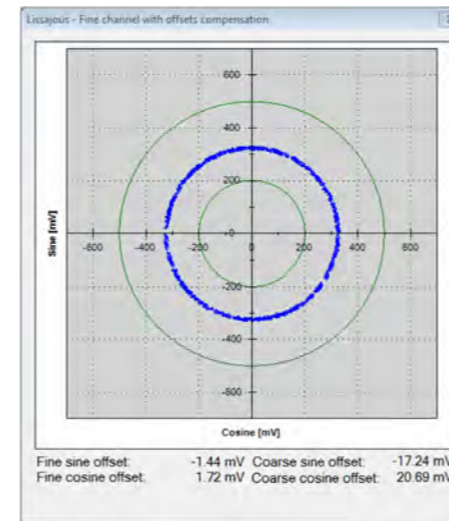 Lissajous - Fine channel with offsets compensation
600
400
200
Sine [mV]
-600 -400 -200 0 200 400 600
-200
-400
-600
Cosine [mV]
Fine sine offset: -1.44 mV Coarse sine offset: -17.24 mV
Fine cosine offset: 1.72 mV Coarse cosine offset: 20.69 mV